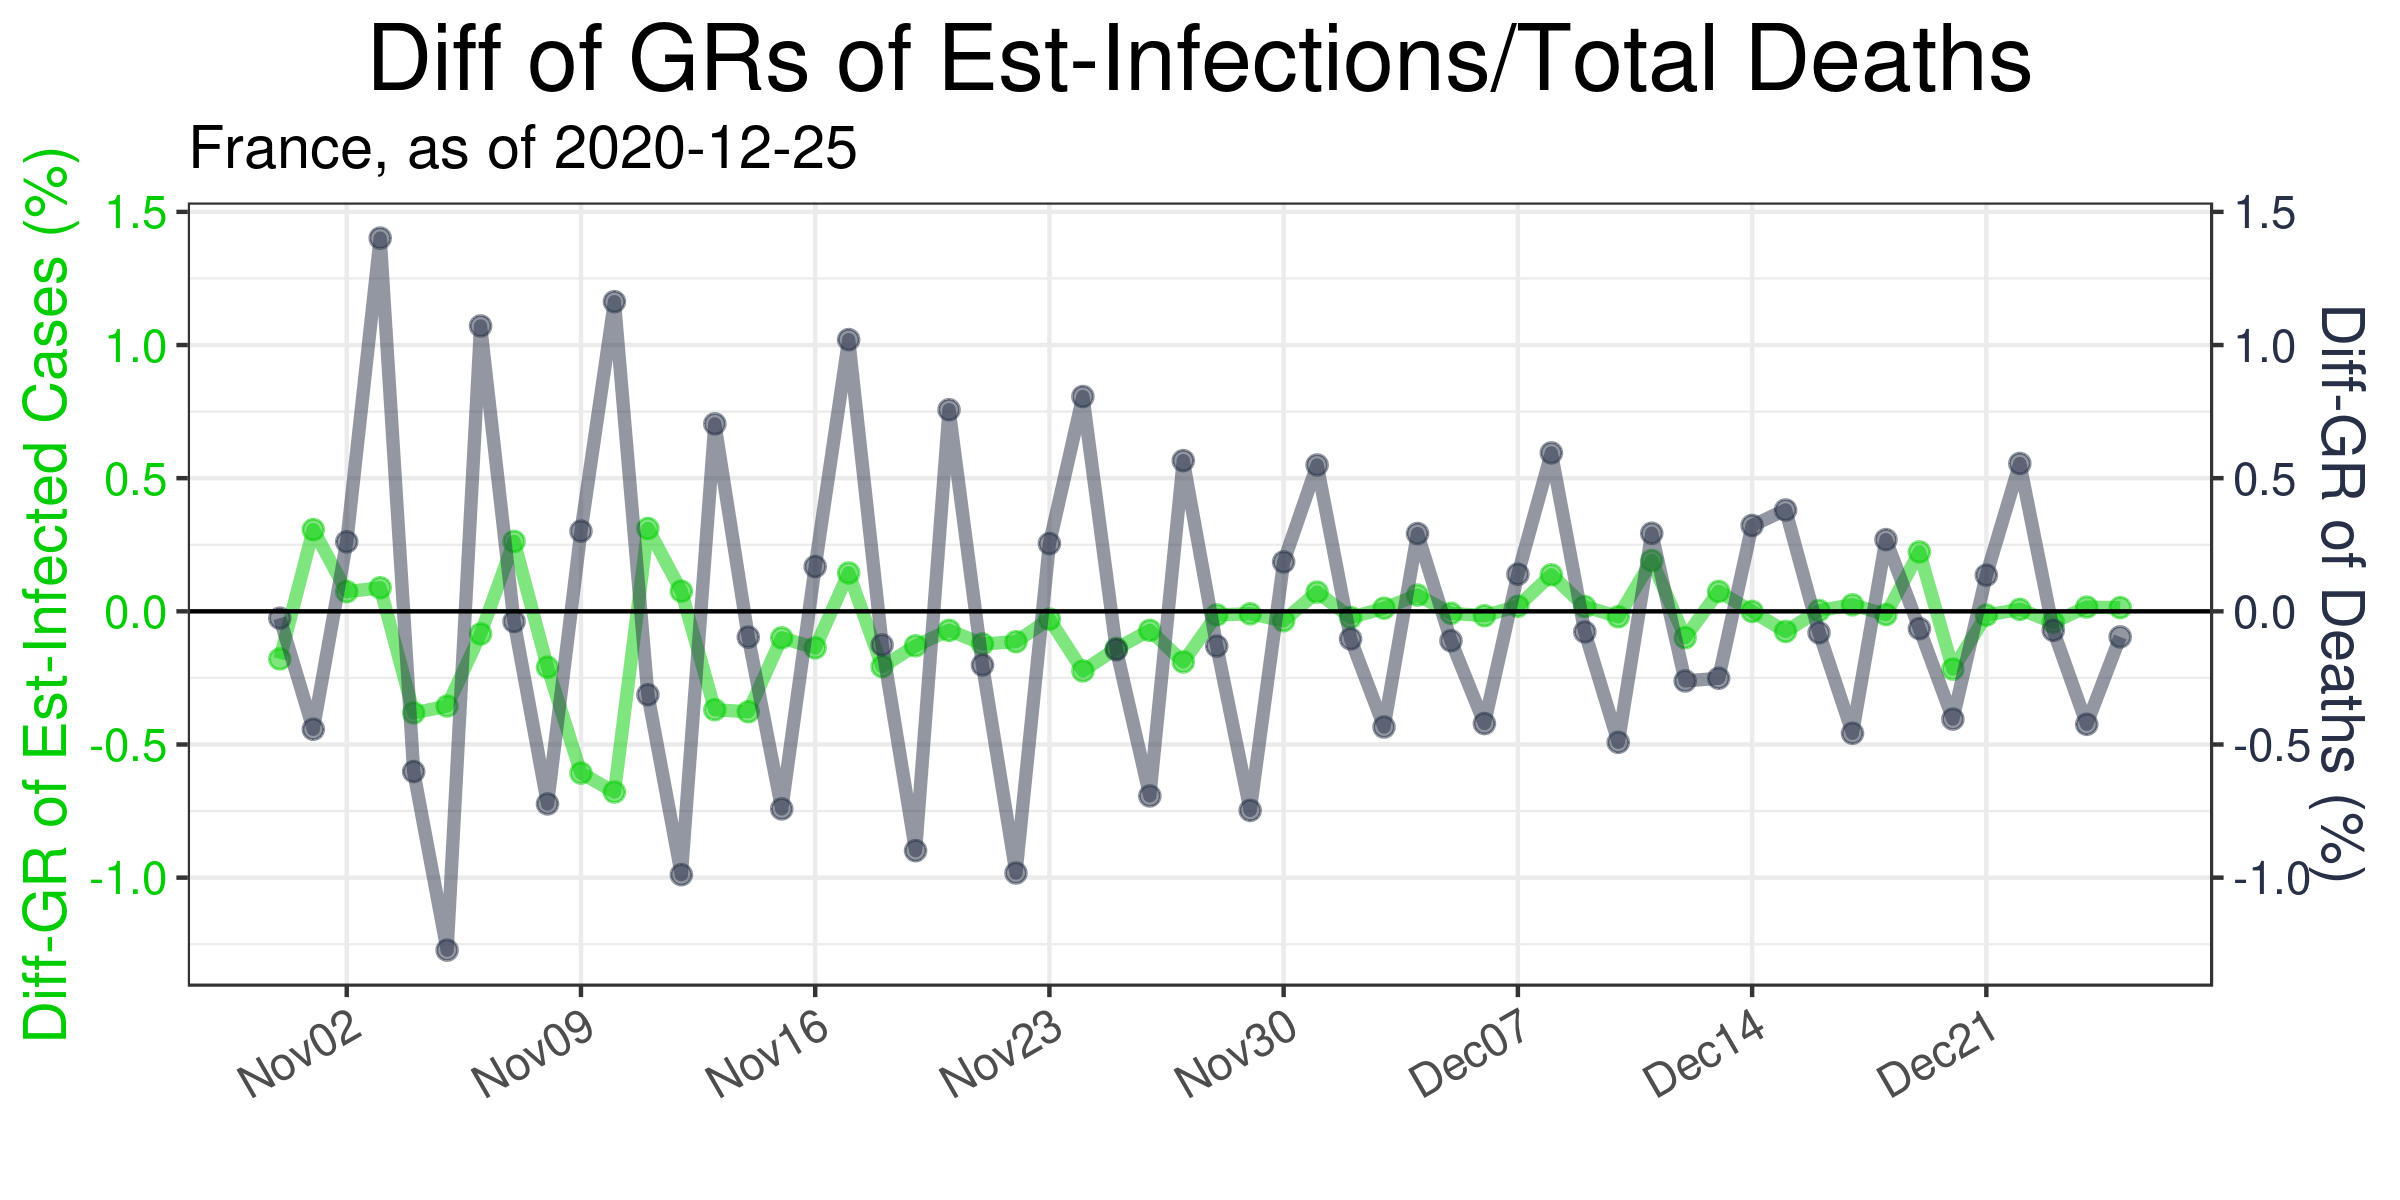 Diff of GRs of Est-Infections/Total Deaths
France, as of 2020-12-25
Diff-GR of Est-Infected Cases (%)
1.5
1.0
0.5
0.0
-0.5
-1.0
1.5
1.0
0.5
0.0
-0.5
-1.0
Diff-GR of Deaths (%)
Nov02
Nov09
Nov16
Nov23
Nov30
Dec07
Dec14
Dec21